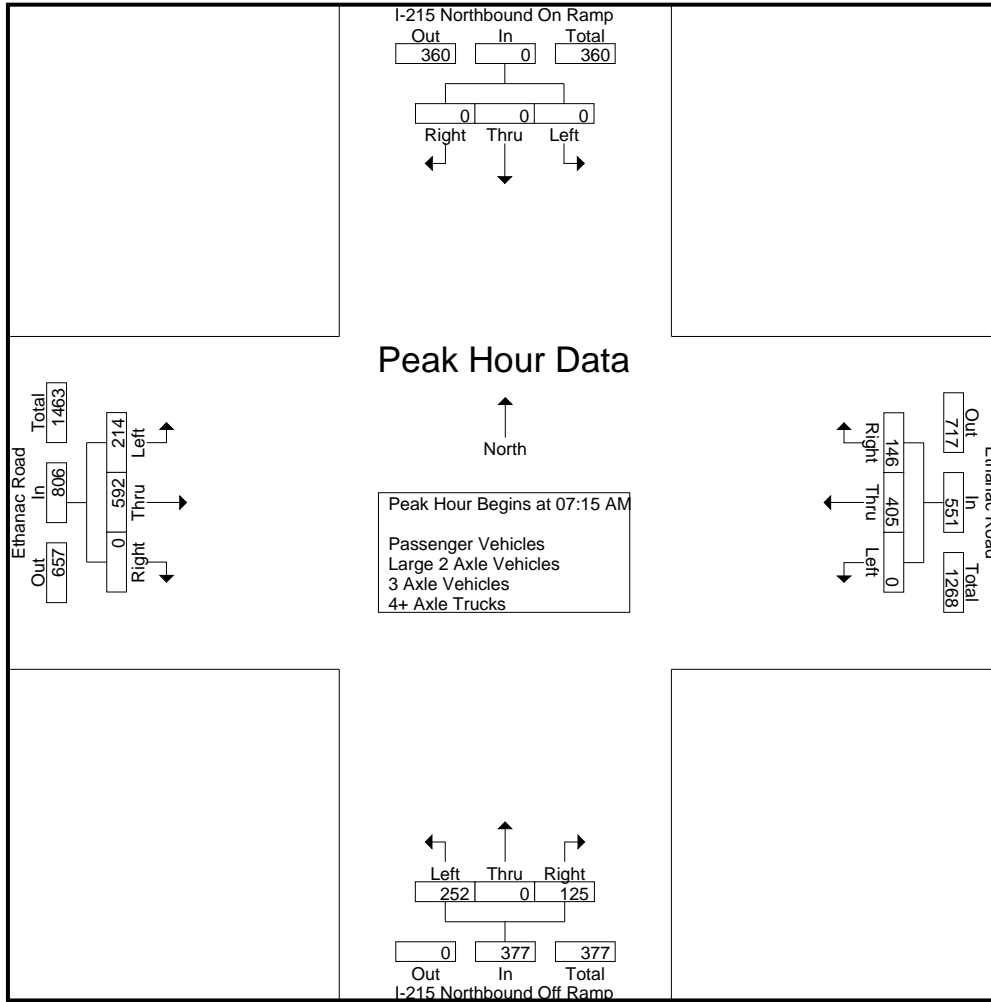 I-215 Northbound On Ramp
Out In Total
360 0 360
0 0 0
Right Thru Left
Peak Hour Data
North
Peak Hour Begins at 07:15 AM
Passenger Vehicles
Large 2 Axle Vehicles
3 Axle Vehicles
4+ Axle Trucks
Ethanac Road
Out In Total
657 806 1463
Right Thru Left
0 592 214
Ethanac Road
Out In Total
717 551 1268
Right Thru Left
146 405 0
Left Thru Right
252 0 125
0 377 377
Out In Total
I-215 Northbound Off Ramp